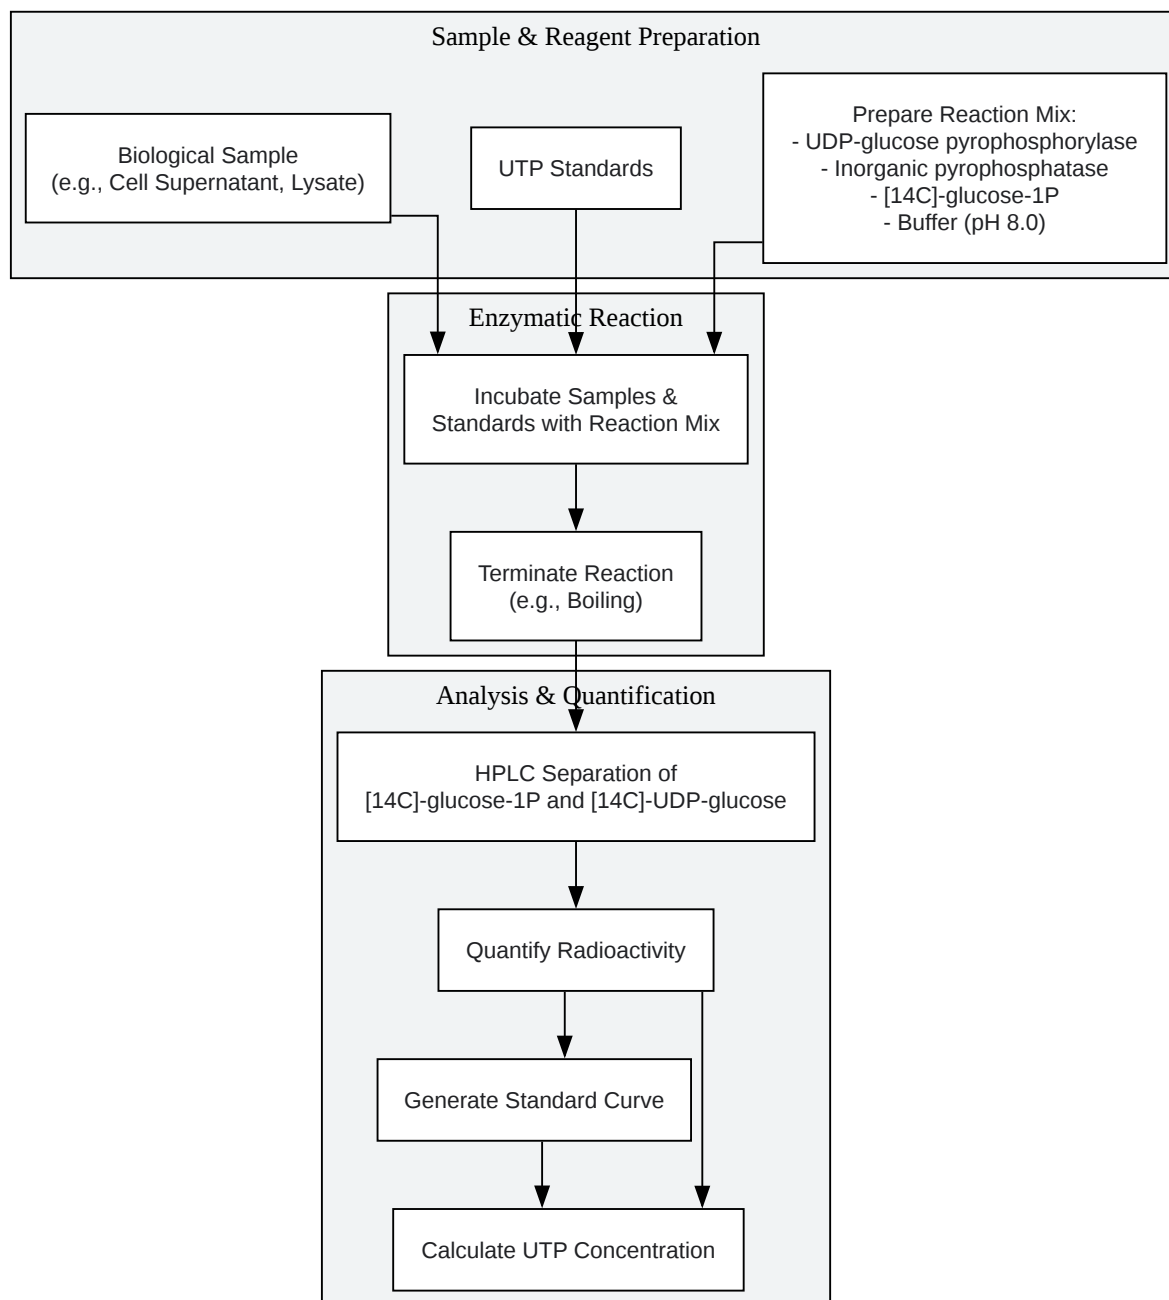 Sample & Reagent Preparation
Biological Sample
(e.g., Cell Supernatant, Lysate)
UTP Standards
Prepare Reaction Mix:
- UDP-glucose pyrophosphorylase
- Inorganic pyrophosphatase
- [14C]-glucose-1P
- Buffer (pH 8.0)
Enzymatic Reaction
Incubate Samples &
Standards with Reaction Mix
Terminate Reaction
(e.g., Boiling)
Analysis & Quantification
HPLC Separation of
[14C]-glucose-1P and [14C]-UDP-glucose
Quantify Radioactivity
Generate Standard Curve
Calculate UTP Concentration